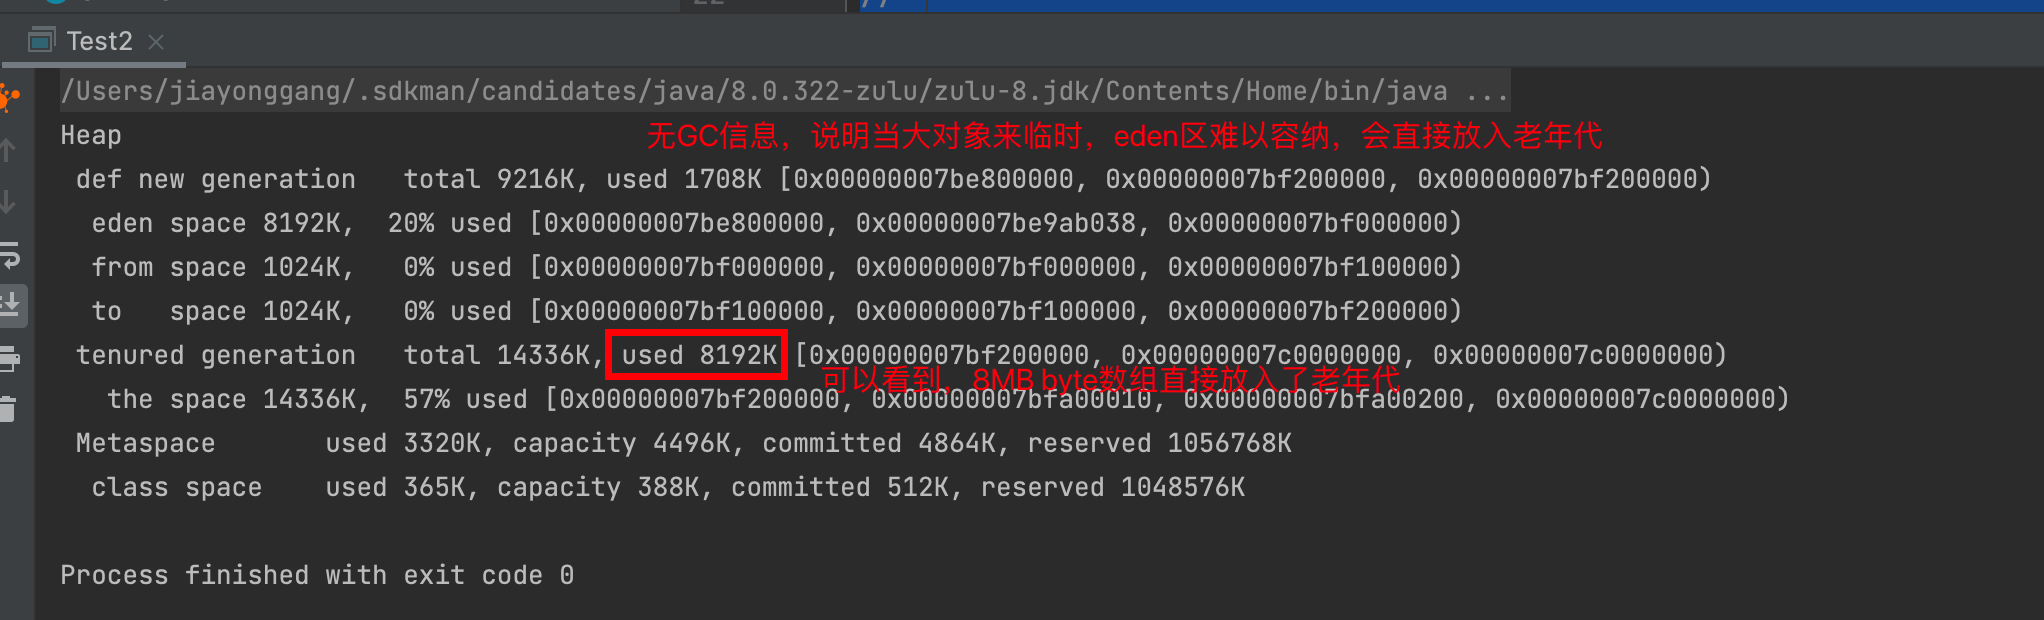 Test2
/Users/jiayonggang/.sdkman/candidates/java/8.0.322-zulu/zulu-8.jdk/Contents/Home/bin/java ...
Heap
无GC信息，说明当大对象来临时，eden区难以容纳，会直接放入老年代
def new generation   total 9216K, used 1708K [0x00000007be800000, 0x00000007bf200000, 0x00000007bf200000)
eden space 8192K,  20% used [0x00000007be800000, 0x00000007be9ab038, 0x00000007bf000000)
from space 1024K,   0% used [0x00000007bf000000, 0x00000007bf000000, 0x00000007bf100000)
to   space 1024K,   0% used [0x00000007bf100000, 0x00000007bf100000, 0x00000007bf200000)
tenured generation   total 14336K, used 8192K [0x00000007bf200000, 0x00000007c0000000, 0x00000007c0000000)
可以看到，8MB byte数组直接放入了老年代
the space 14336K,  57% used [0x00000007bf200000, 0x00000007bfa00010, 0x00000007bfa00200, 0x00000007c0000000)
Metaspace       used 3320K, capacity 4496K, committed 4864K, reserved 1056768K
class space    used 365K, capacity 388K, committed 512K, reserved 1048576K
Process finished with exit code 0